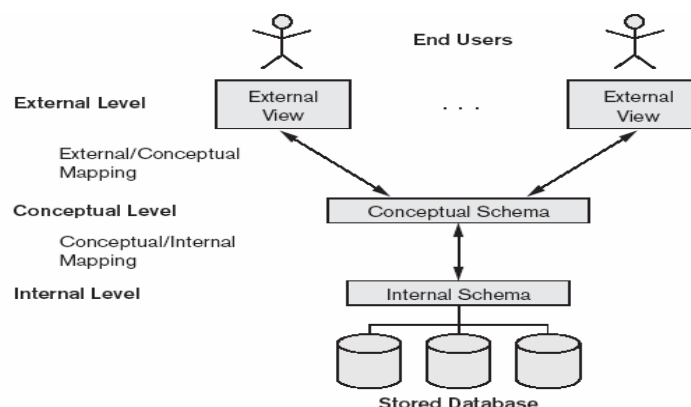 End Users
External Level
External
View
. . .
External
View
External/Conceptual
Mapping
Conceptual Level
Conceptual Schema
Conceptual/Internal
Mapping
Internal Level
Internal Schema
Stored Database